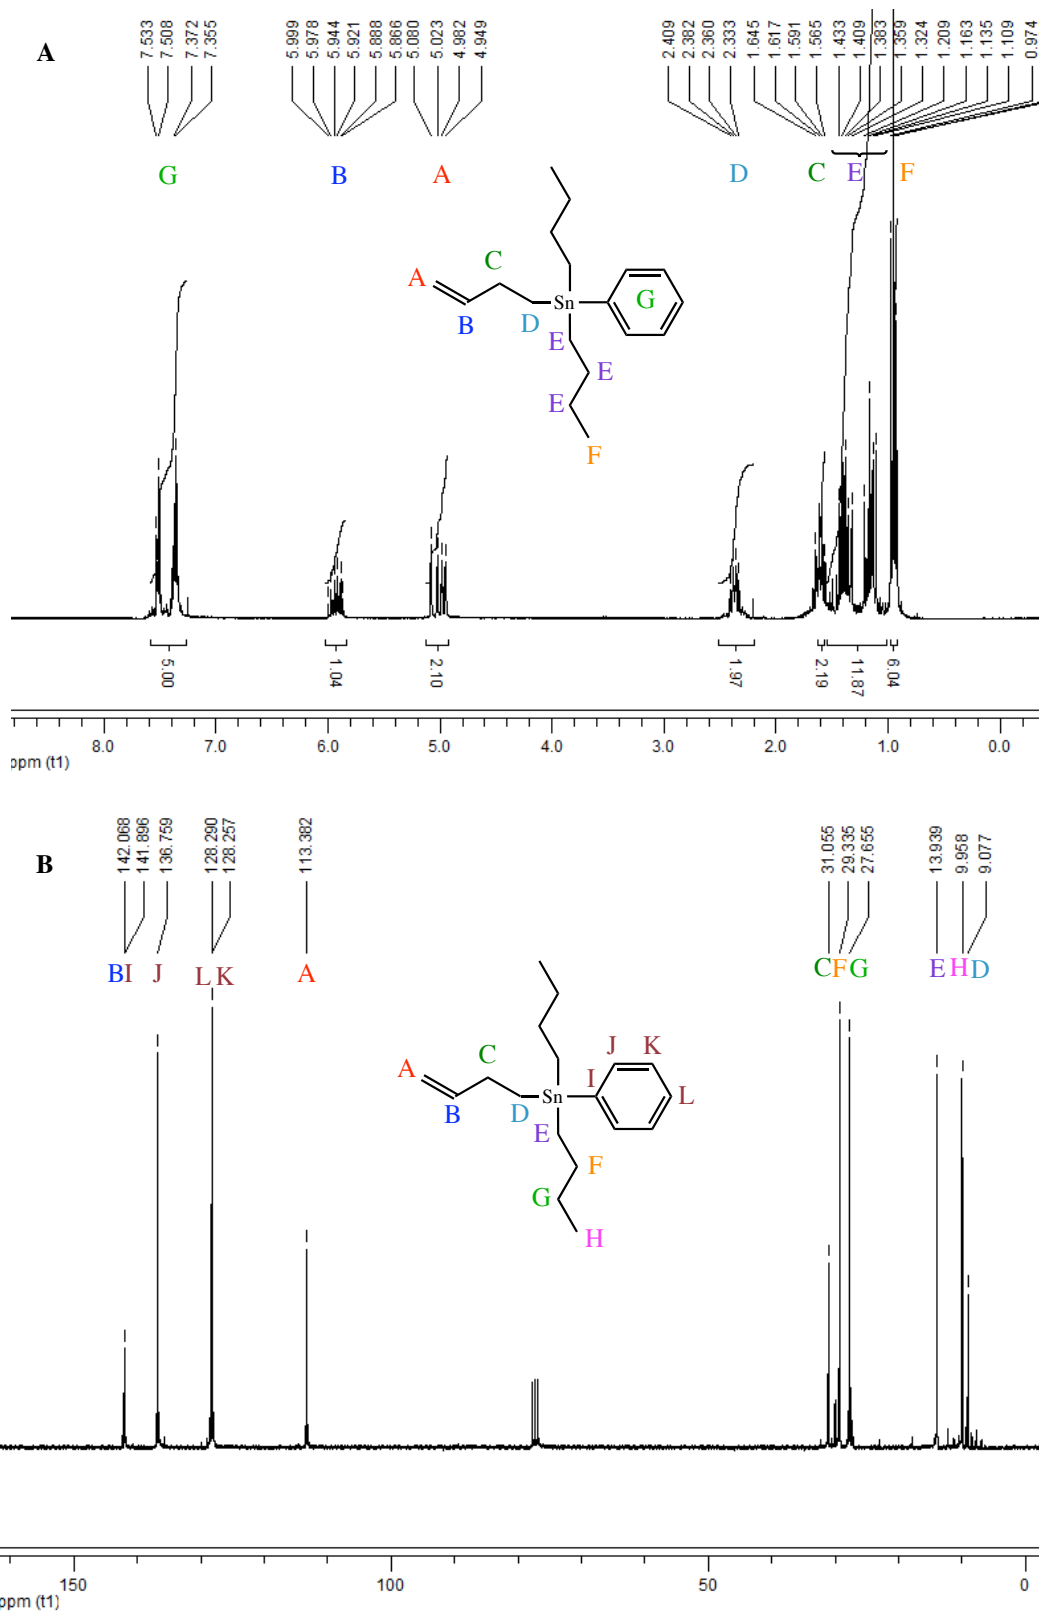 A
7.533 7.508 7.372 7.355 5.999 5.978 5.944 5.921 5.888 5.866 5.080 5.023 4.982 4.949 2.409 2.382 2.360 2.333 1.645 1.617 1.591 1.565 1.433 1.409 1.383 1.359 1.324 1.209 1.163 1.135 1.109 0.974
G B A D C E F
C
A
B
D
Sn
G
E
E
E
F
5.00 1.04 2.10 1.97 2.19 11.87 6.04
8.0 7.0 6.0 5.0 4.0 3.0 2.0 1.0 0.0
ppm (t1)
B
142.068 141.896 136.759 128.290 128.257 113.382 31.055 29.335 27.655 13.939 9.958 9.077
B I J L K A C F G E H D
C
A
B
D
Sn
I
J
K
L
E
F
G
H
150 100 50 0
ppm (t1)